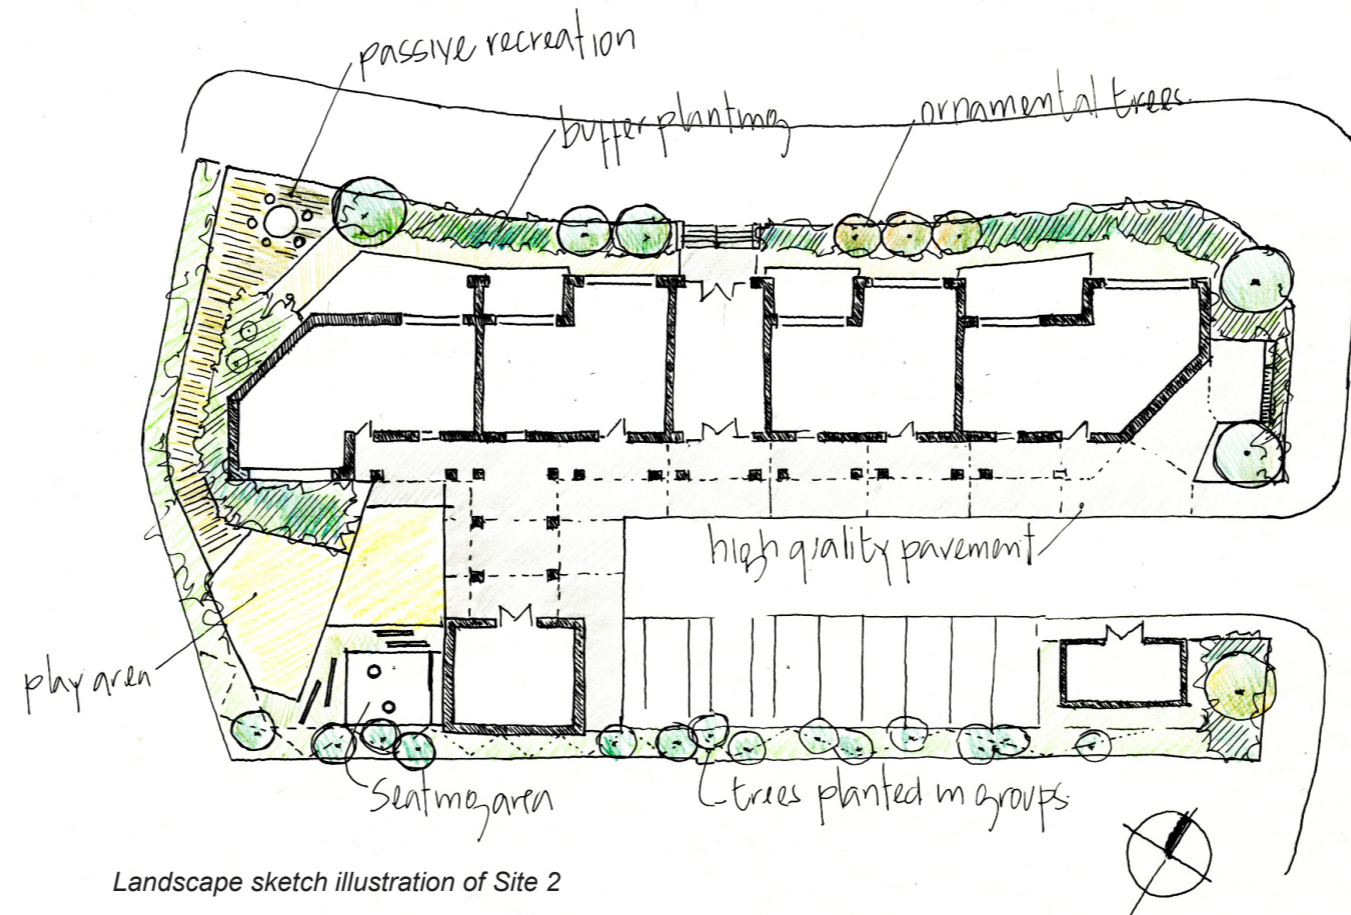 passive recreation
buffer planting
ornamental trees
high quality pavement
play area
Seating area
trees planted in groups
Landscape sketch illustration of Site 2